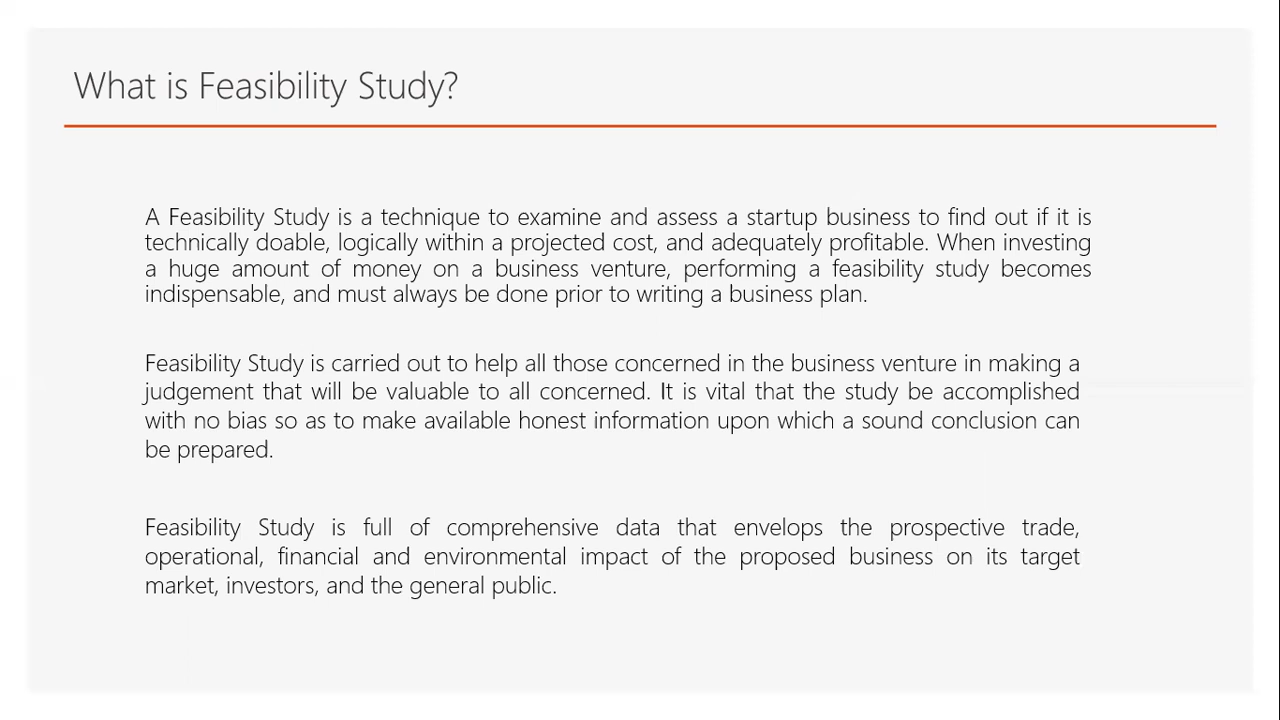 What is Feasibility Study?
A Feasibility Study is a technique to examine and assess a startup business to find out if it is
technically doable, logically within a projected cost, and adequately profitable. When investing
a huge amount of money on a business venture, performing a feasibility study becomes
indispensable, and must always be done prior to writing a business plan.
Feasibility Study is carried out to help all those concerned in the business venture in making a
judgement that will be valuable to all concerned. It is vital that the study be accomplished
with no bias so as to make available honest information upon which a sound conclusion can
be prepared.
Feasibility Study is full of comprehensive data that envelops the prospective trade,
operational, financial and environmental impact of the proposed business on its target
market, investors, and the general public.